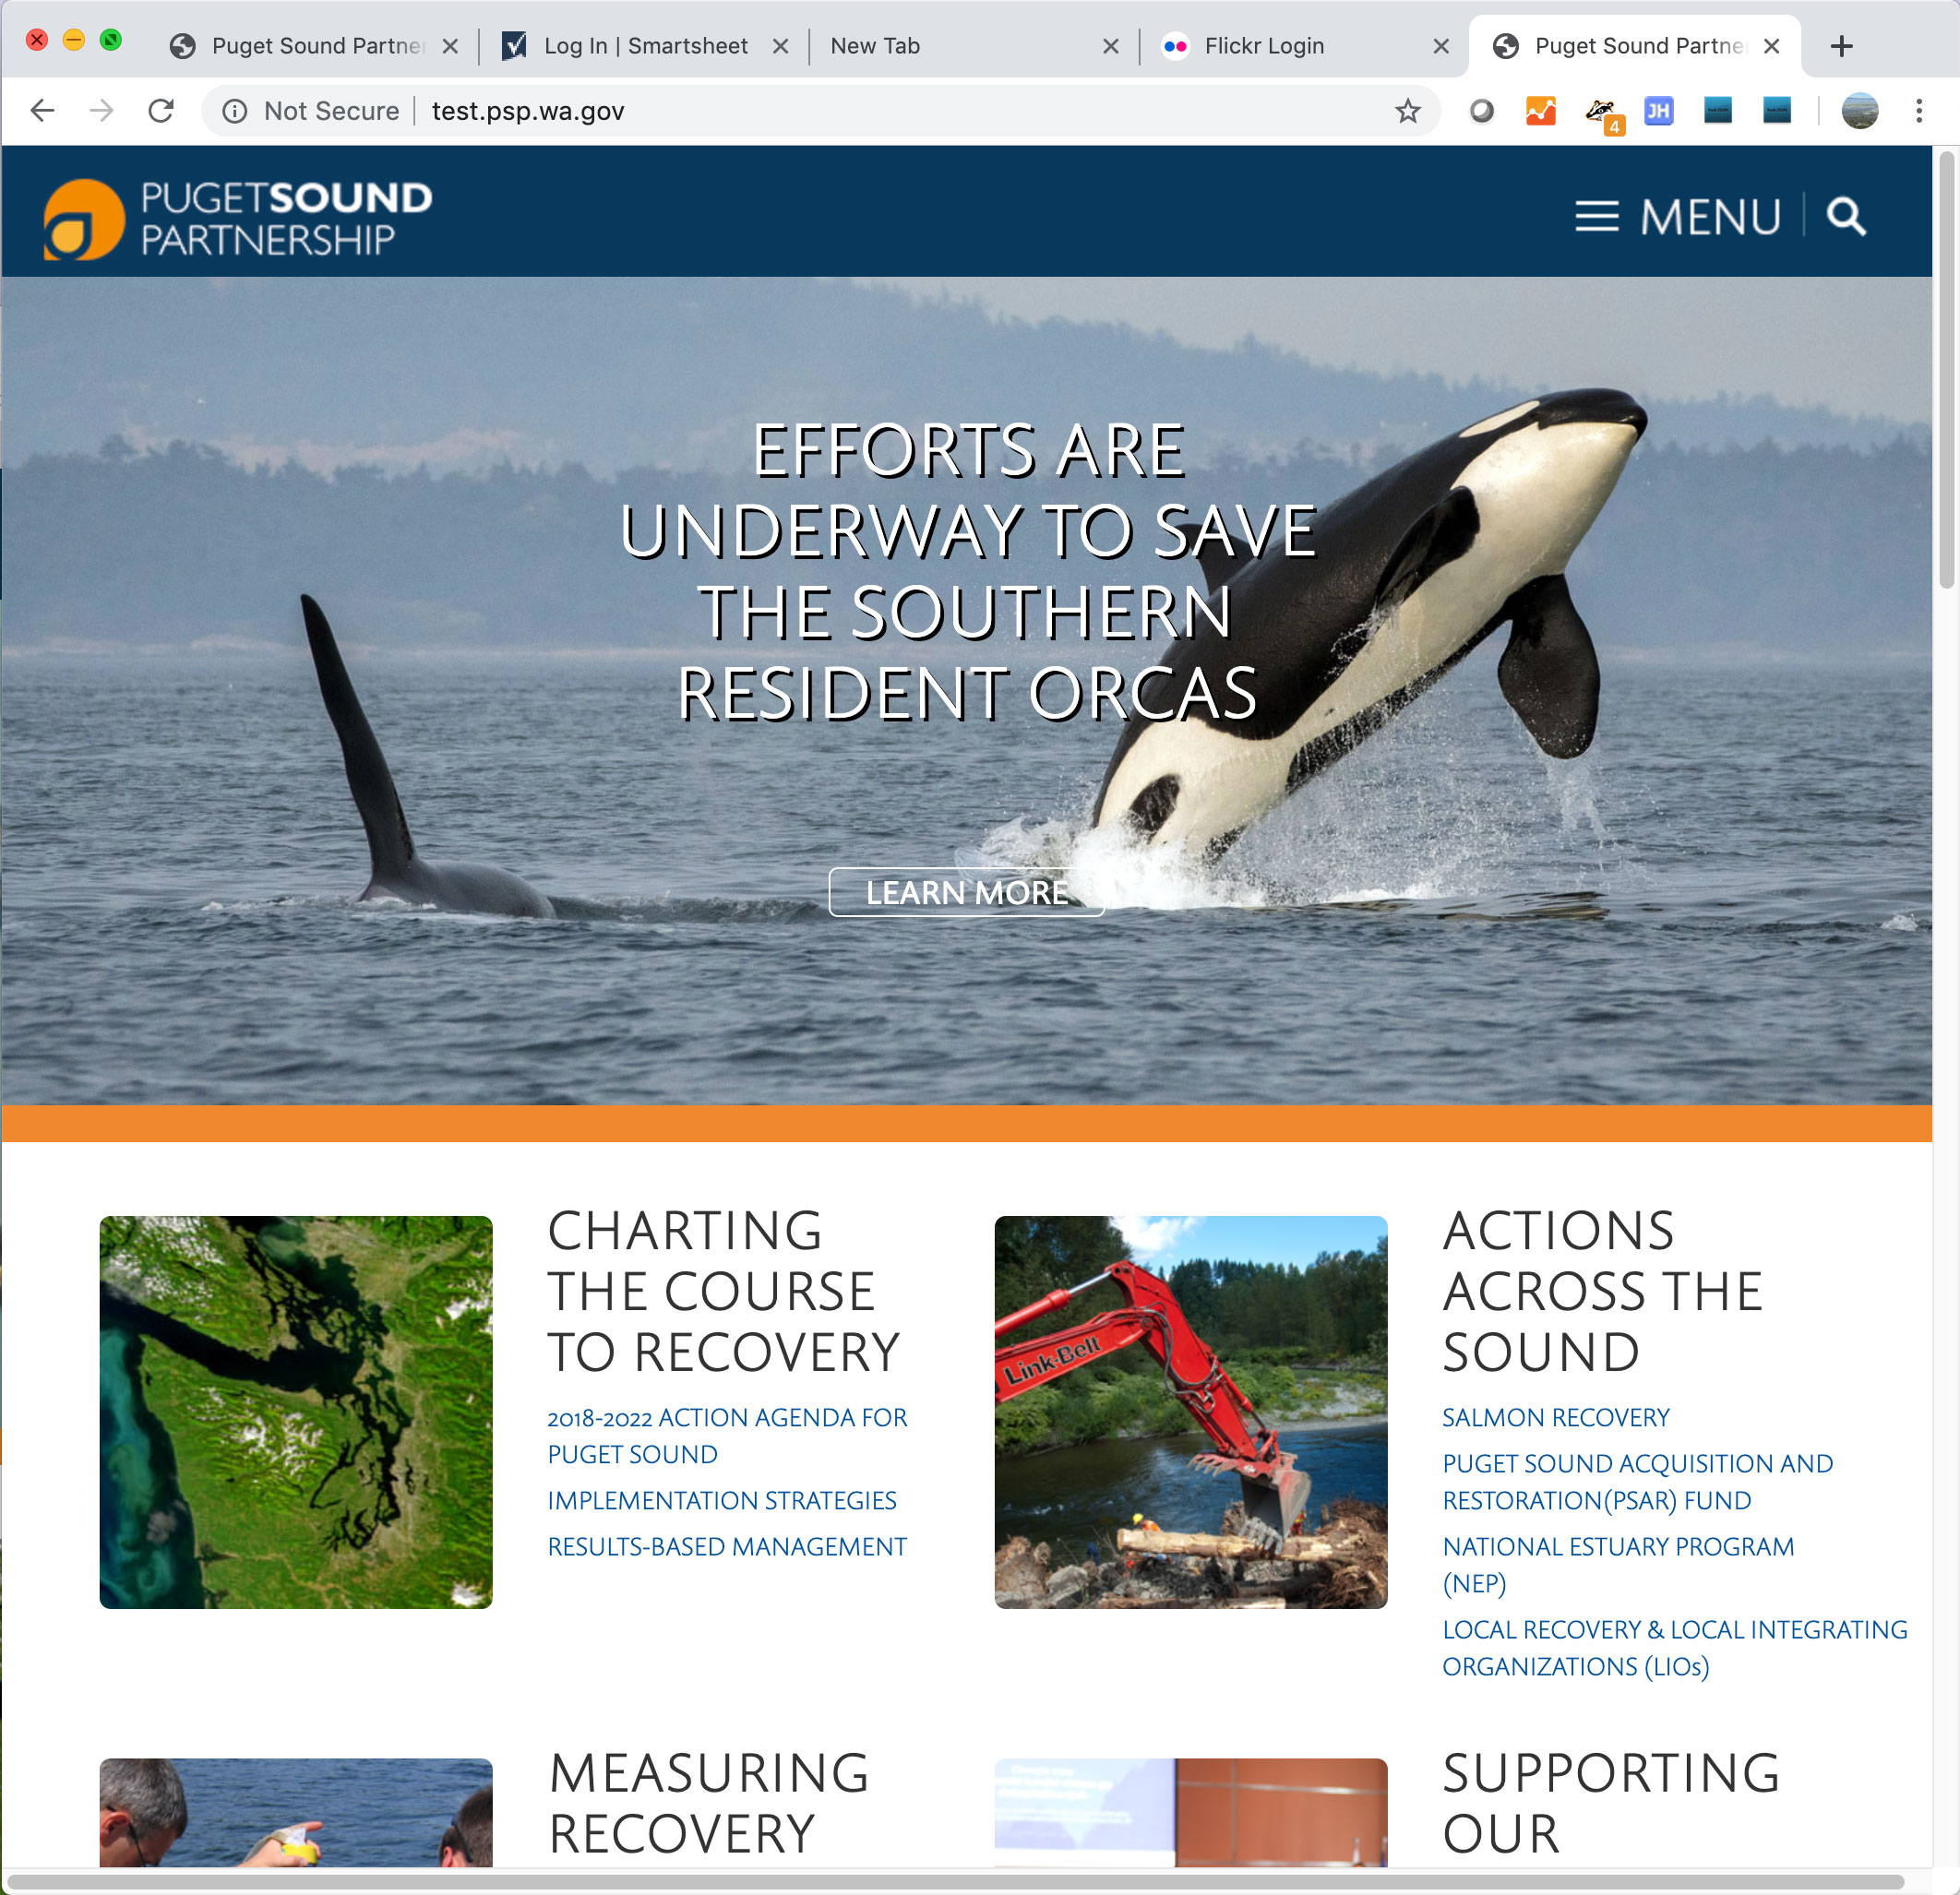 Puget Sound Partne
Log In | Smartsheet
New Tab
Flickr Login
Puget Sound Partne
Not Secure
test.psp.wa.gov
4
JH
PUGETSOUND
PARTNERSHIP
MENU
EFFORTS ARE
UNDERWAY TO SAVE
THE SOUTHERN
RESIDENT ORCAS
LEARN MORE
CHARTING
THE COURSE
TO RECOVERY
2018-2022 ACTION AGENDA FOR
PUGET SOUND
IMPLEMENTATION STRATEGIES
RESULTS-BASED MANAGEMENT
Link-Belt
ACTIONS
ACROSS THE
SOUND
SALMON RECOVERY
PUGET SOUND ACQUISITION AND
RESTORATION(PSAR) FUND
NATIONAL ESTUARY PROGRAM
(NEP)
LOCAL RECOVERY & LOCAL INTEGRATING
ORGANIZATIONS (LIOs)
MEASURING
RECOVERY
SUPPORTING
OUR